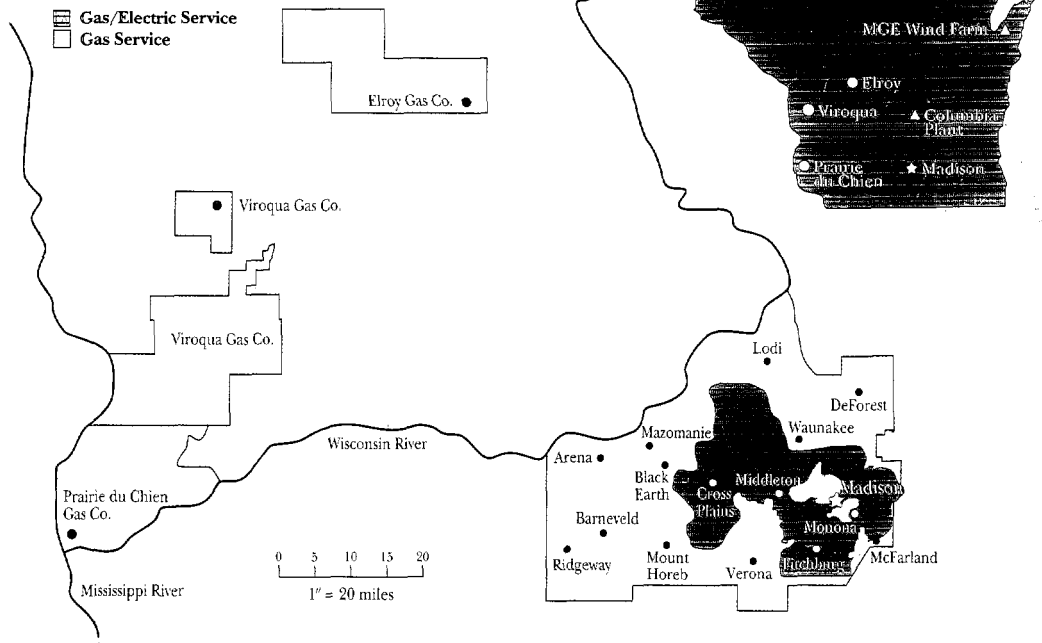 Gas/Electric Service
Gas Service
MGE Wind Farm
Elroy
Viroqua
Columbia
Plant
Prairie
du Chien
Madison
Elroy Gas Co.
Viroqua Gas Co.
Viroqua Gas Co.
Prairie du Chien
Gas Co.
Mississippi River
Wisconsin River
0 5 10 15 20
1" = 20 miles
Lodi
DeForest
Waunakee
Mazomanie
Arena
Black
Earth
Cross
Plains
Middleton
Madison
Monona
Barneveld
Ridgeway
Mount
Horeb
Verona
Fitchburg
McFarland